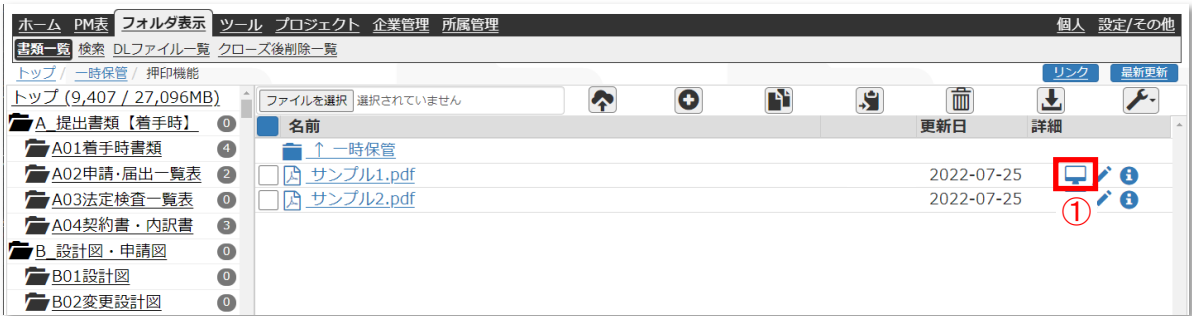 ホーム PM表 フォルダ表示 ツール プロジェクト 企業管理 所属管理 個人 設定/その他
書類一覧 検索 DLファイル一覧 クローズ後削除一覧
トップ / 一時保管 / 押印機能 リンク 最新更新
トップ (9,407 / 27,096MB) ファイルを選択 選択されていません
A_提出書類【着手時】 0 名前 更新日 詳細
A01着手時書類 4 ↑ 一時保管
A02申請・届出一覧表 2 サンプル1.pdf 2022-07-25
A03法定検査一覧表 0 サンプル2.pdf 2022-07-25
①
A04契約書・内訳書 3
B_設計図・申請図 0
B01設計図 0
B02変更設計図 0